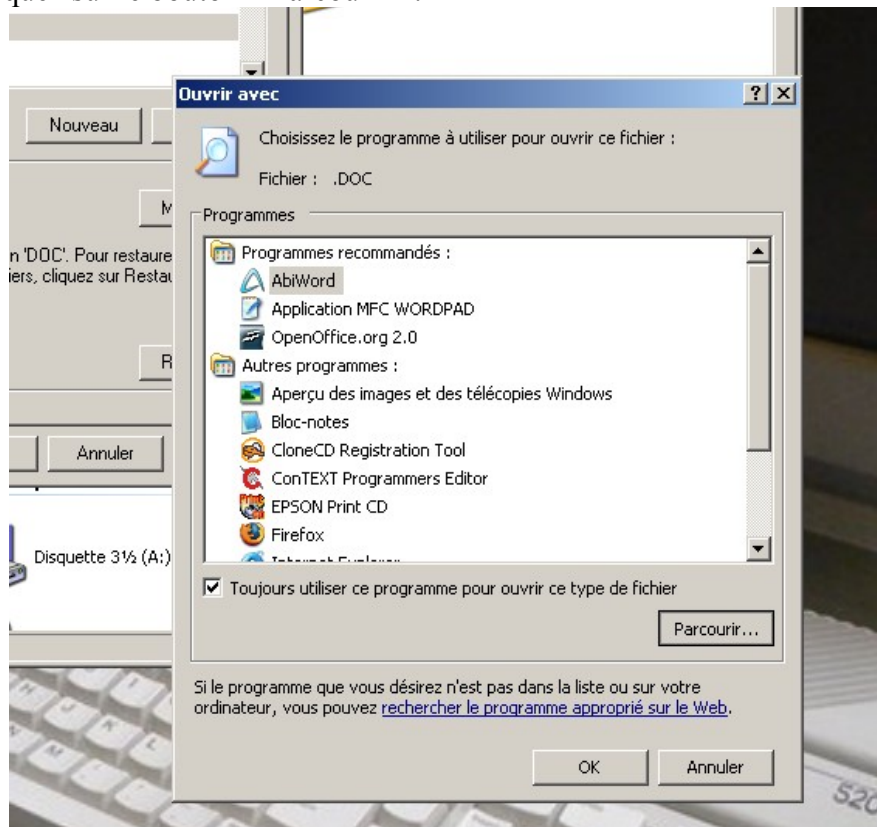 Ouvrir avec
Nouveau
Choisissez le programme à utiliser pour ouvrir ce fichier :
Fichier : .DOC
Programmes
n 'DOC'. Pour restaure
iers, cliquez sur Restau
Programmes recommandés :
AbiWord
Application MFC WORDPAD
OpenOffice.org 2.0
Autres programmes :
Aperçu des images et des télécopies Windows
Bloc-notes
CloneCD Registration Tool
ConTEXT Programmers Editor
EPSON Print CD
Firefox
Annuler
Disquette 3½ (A:)
Toujours utiliser ce programme pour ouvrir ce type de fichier
Parcourir...
Si le programme que vous désirez n'est pas dans la liste ou sur votre
ordinateur, vous pouvez rechercher le programme approprié sur le Web.
OK
Annuler
520